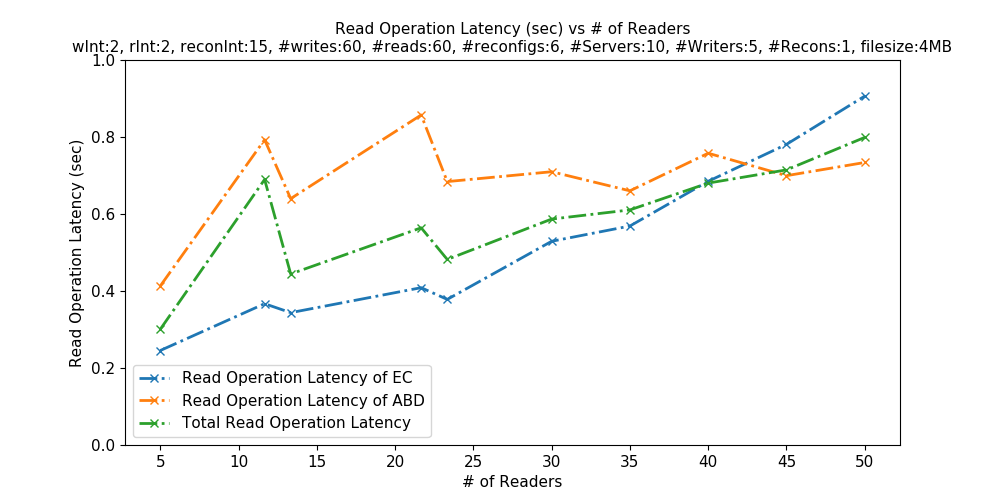 Read Operation Latency (sec) vs # of Readers
wInt:2, rInt:2, reconInt:15, #writes:60, #reads:60, #reconfigs:6, #Servers:10, #Writers:5, #Recons:1, filesize:4MB
Read Operation Latency (sec)
1.0
0.8
0.6
0.4
0.2
0.0
Read Operation Latency of EC
Read Operation Latency of ABD
Total Read Operation Latency
5 10 15 20 25 30 35 40 45 50
# of Readers